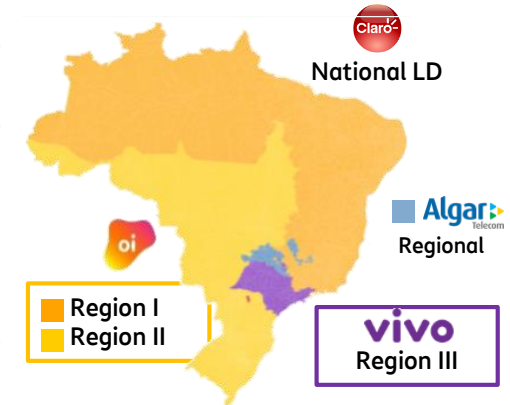 Claro-
National LD
Algar
Telecom
Regional
oi
Region I
Region II
vivo
Region III